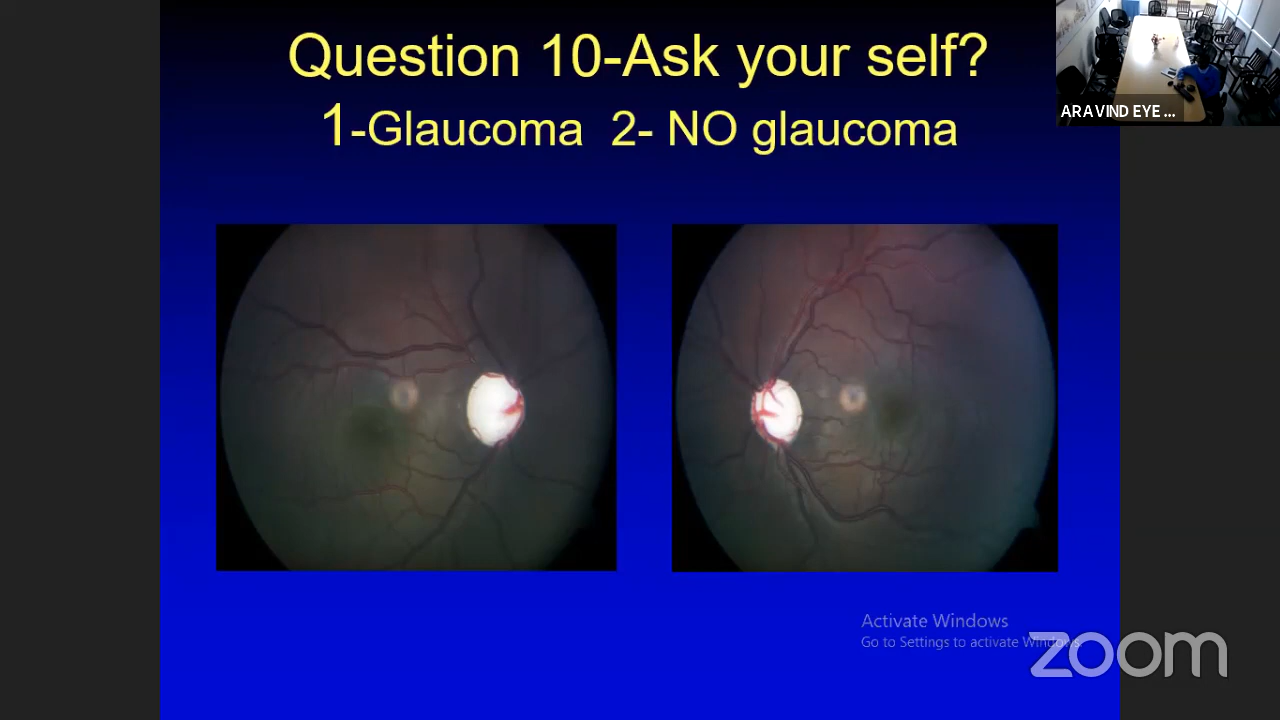 Question 10-Ask your self?
1-Glaucoma 2- NO glaucoma
ARAVIND EYE ...
Activate Windows
Go to Settings to activate Windows.
zoom